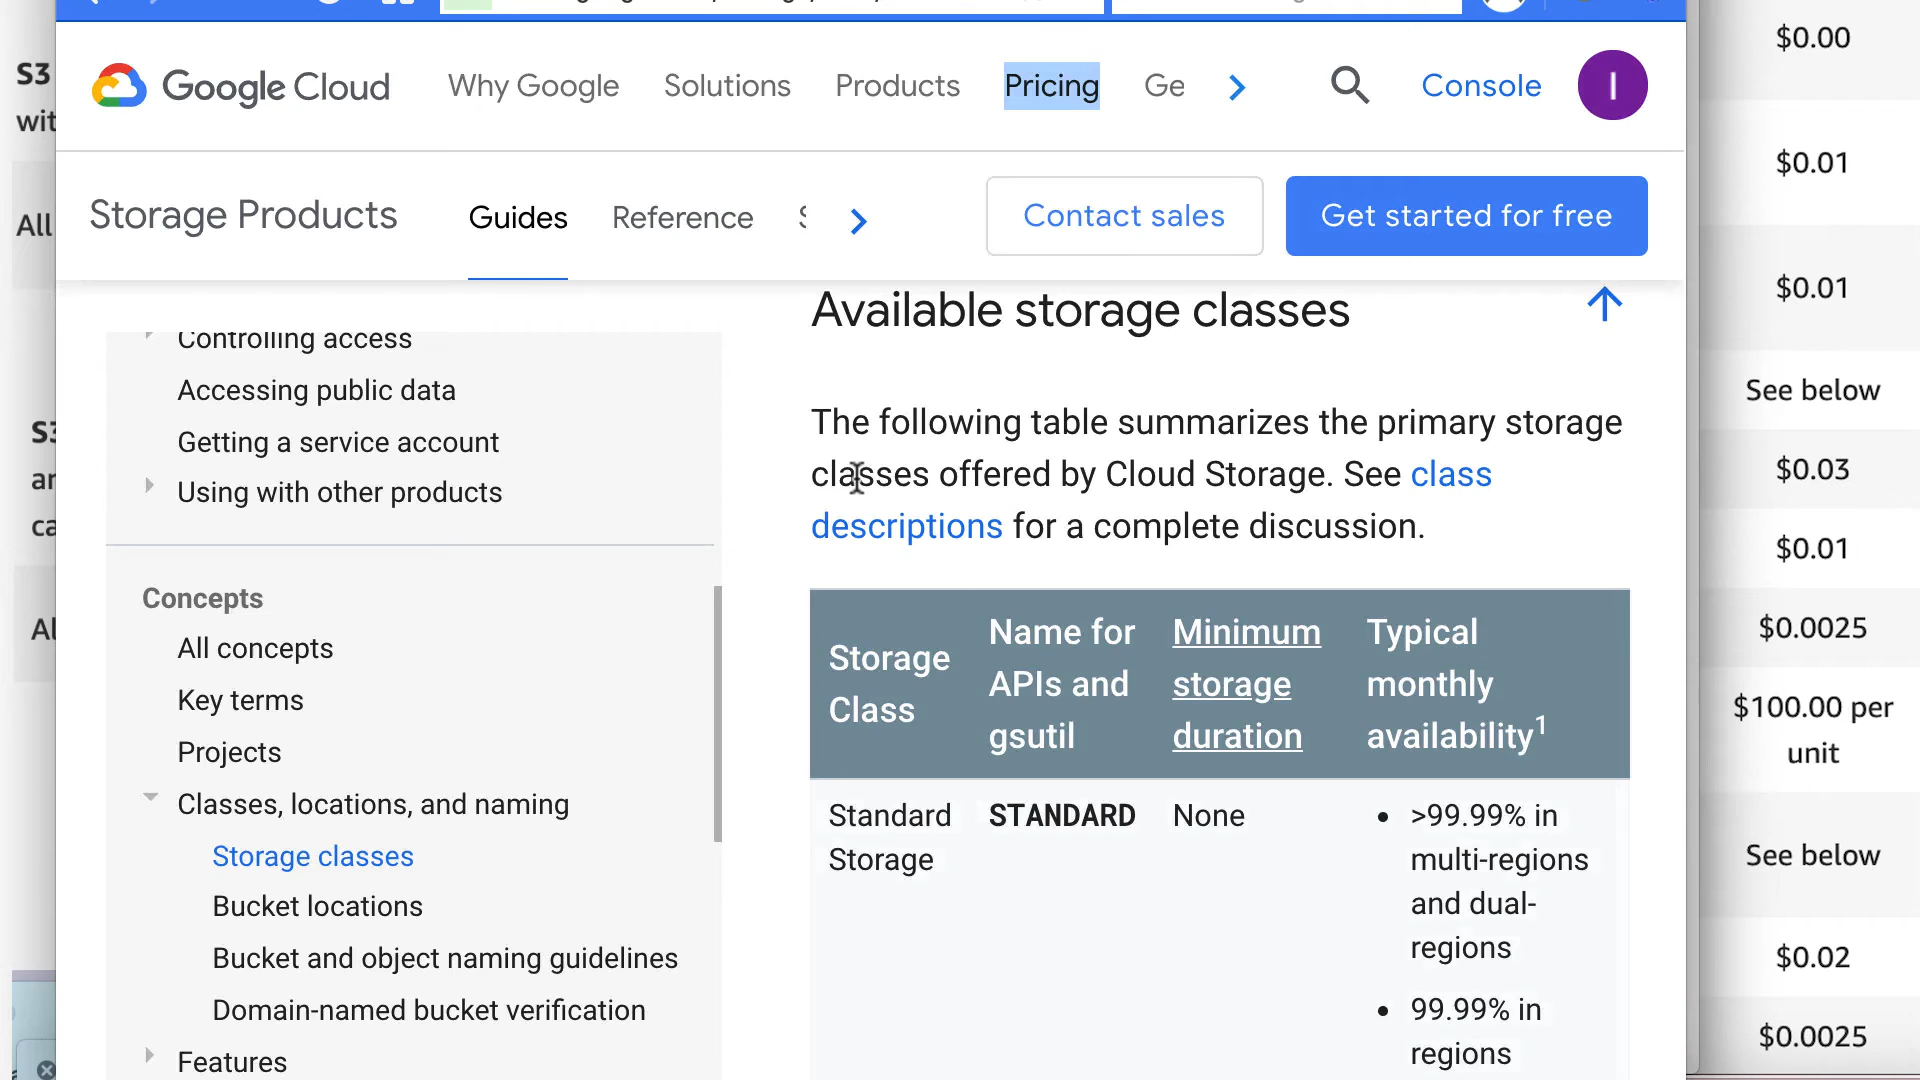 Google Cloud
Why Google
Solutions
Products
Pricing
Ge
Console
I
Storage Products
Guides
Reference
Contact sales
Get started for free
Controlling access
Accessing public data
Getting a service account
Using with other products
Concepts
All concepts
Key terms
Projects
Classes, locations, and naming
Storage classes
Bucket locations
Bucket and object naming guidelines
Domain-named bucket verification
Features
Available storage classes
The following table summarizes the primary storage
classes offered by Cloud Storage. See class
descriptions for a complete discussion.
Storage
Class
Name for
APIs and
gsutil
Minimum
storage
duration
Typical
monthly
availability1
Standard
Storage
STANDARD
None
• >99.99% in
multi-regions
and dual-
regions
• 99.99% in
regions
S3
wit
All
$0.00
$0.01
$0.01
See below
$0.03
$0.01
$0.0025
$100.00 per
unit
See below
$0.02
$0.0025